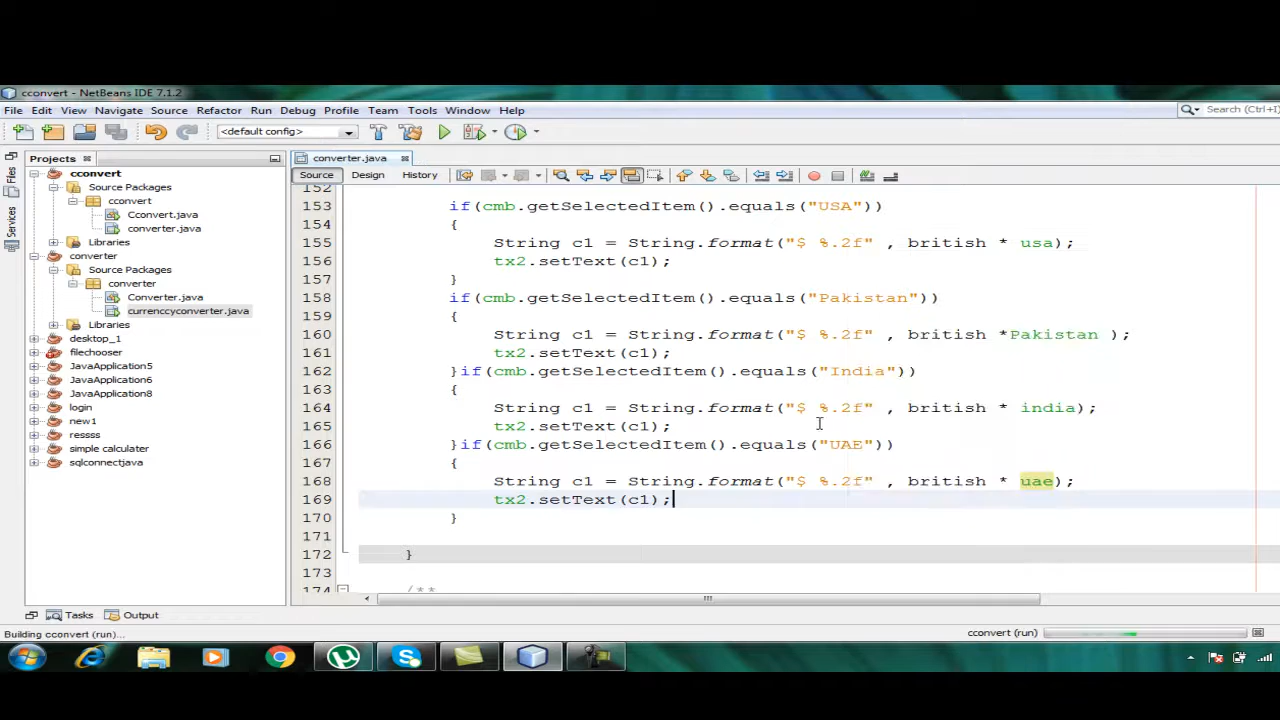 cconvert - NetBeans IDE 7.1.2
File Edit View Navigate Source Refactor Run Debug Profile Team Tools Window Help
Search (Ctrl+I)
<default config>
Files
Services
Projects
cconvert
Source Packages
cconvert
Cconvert.java
converter.java
Libraries
converter
Source Packages
converter
Converter.java
currenccyconverter.java
Libraries
desktop_1
filechooser
JavaApplication5
JavaApplication6
JavaApplication8
login
new1
ressss
simple calculater
sqlconnectjava
converter.java
Source Design History
152
153 if(cmb.getSelectedItem().equals("USA"))
154 {
155 String c1 = String.format("$ %.2f" , british * usa);
156 tx2.setText(c1);
157 }
158 if(cmb.getSelectedItem().equals("Pakistan"))
159 {
160 String c1 = String.format("$ %.2f" , british *Pakistan );
161 tx2.setText(c1);
162 }if(cmb.getSelectedItem().equals("India"))
163 {
164 String c1 = String.format("$ %.2f" , british * india);
165 tx2.setText(c1);
166 }if(cmb.getSelectedItem().equals("UAE"))
167 {
168 String c1 = String.format("$ %.2f" , british * uae);
169 tx2.setText(c1);
170 }
171
172 }
173
174 /**
Tasks Output
Building cconvert (run)...
cconvert (run)